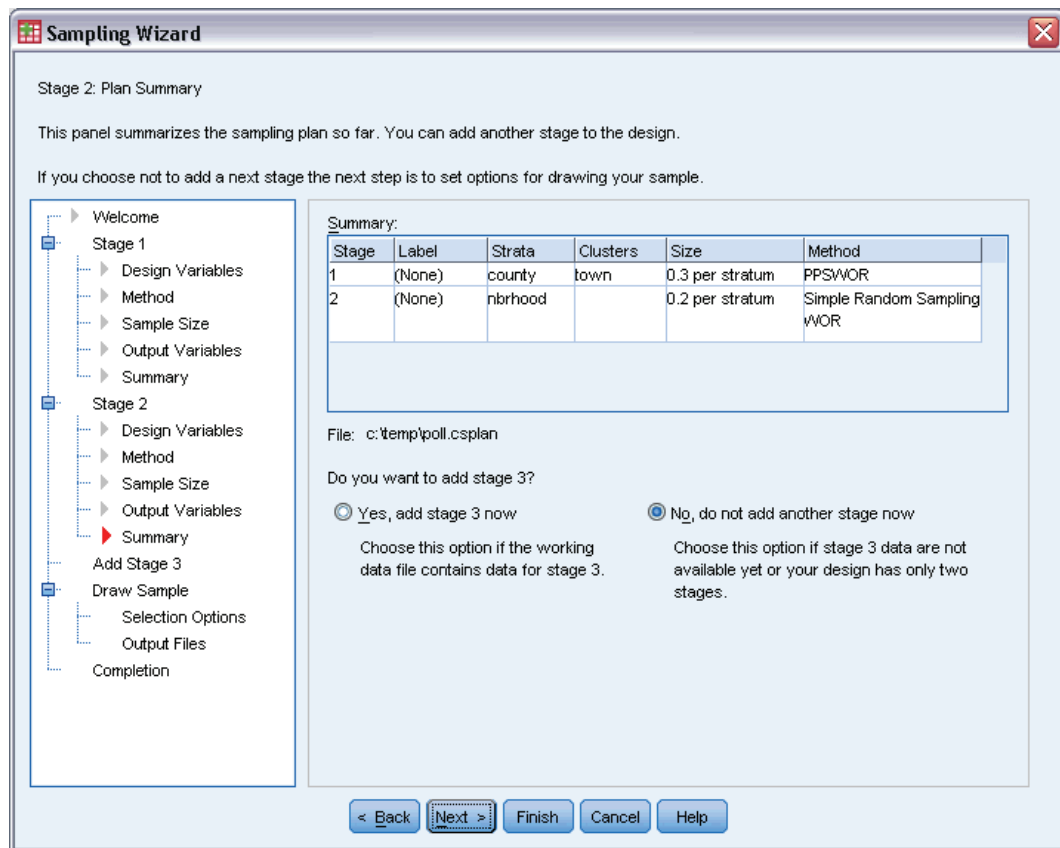 Sampling Wizard
Stage 2: Plan Summary
This panel summarizes the sampling plan so far. You can add another stage to the design.
If you choose not to add a next stage the next step is to set options for drawing your sample.
Welcome
Stage 1
Design Variables
Method
Sample Size
Output Variables
Summary
Stage 2
Design Variables
Method
Sample Size
Output Variables
Summary
Add Stage 3
Draw Sample
Selection Options
Output Files
Completion
Summary:
Stage Label Strata Clusters Size Method
1 (None) county town 0.3 per stratum PPSWOR
2 (None) nbrhood 0.2 per stratum Simple Random Sampling
WOR
File: c:\temp\poll.csplan
Do you want to add stage 3?
Yes, add stage 3 now
Choose this option if the working
data file contains data for stage 3.
No, do not add another stage now
Choose this option if stage 3 data are not
available yet or your design has only two
stages.
< Back Next > Finish Cancel Help